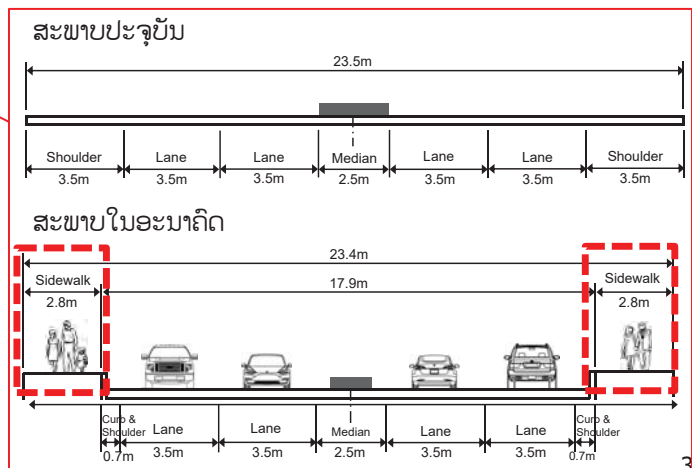 ສະພາບປະຈຸບັນ
23.5m
Shoulder Lane Lane Median Lane Lane Shoulder
3.5m 3.5m 3.5m 2.5m 3.5m 3.5m 3.5m
ສະພາບໃນອະນາຄົດ
23.4m
Sidewalk 17.9m Sidewalk
2.8m 2.8m
Curb & Shoulder Lane Lane Median Lane Lane Curb & Shoulder
0.7m 3.5m 3.5m 2.5m 3.5m 3.5m 0.7m
3